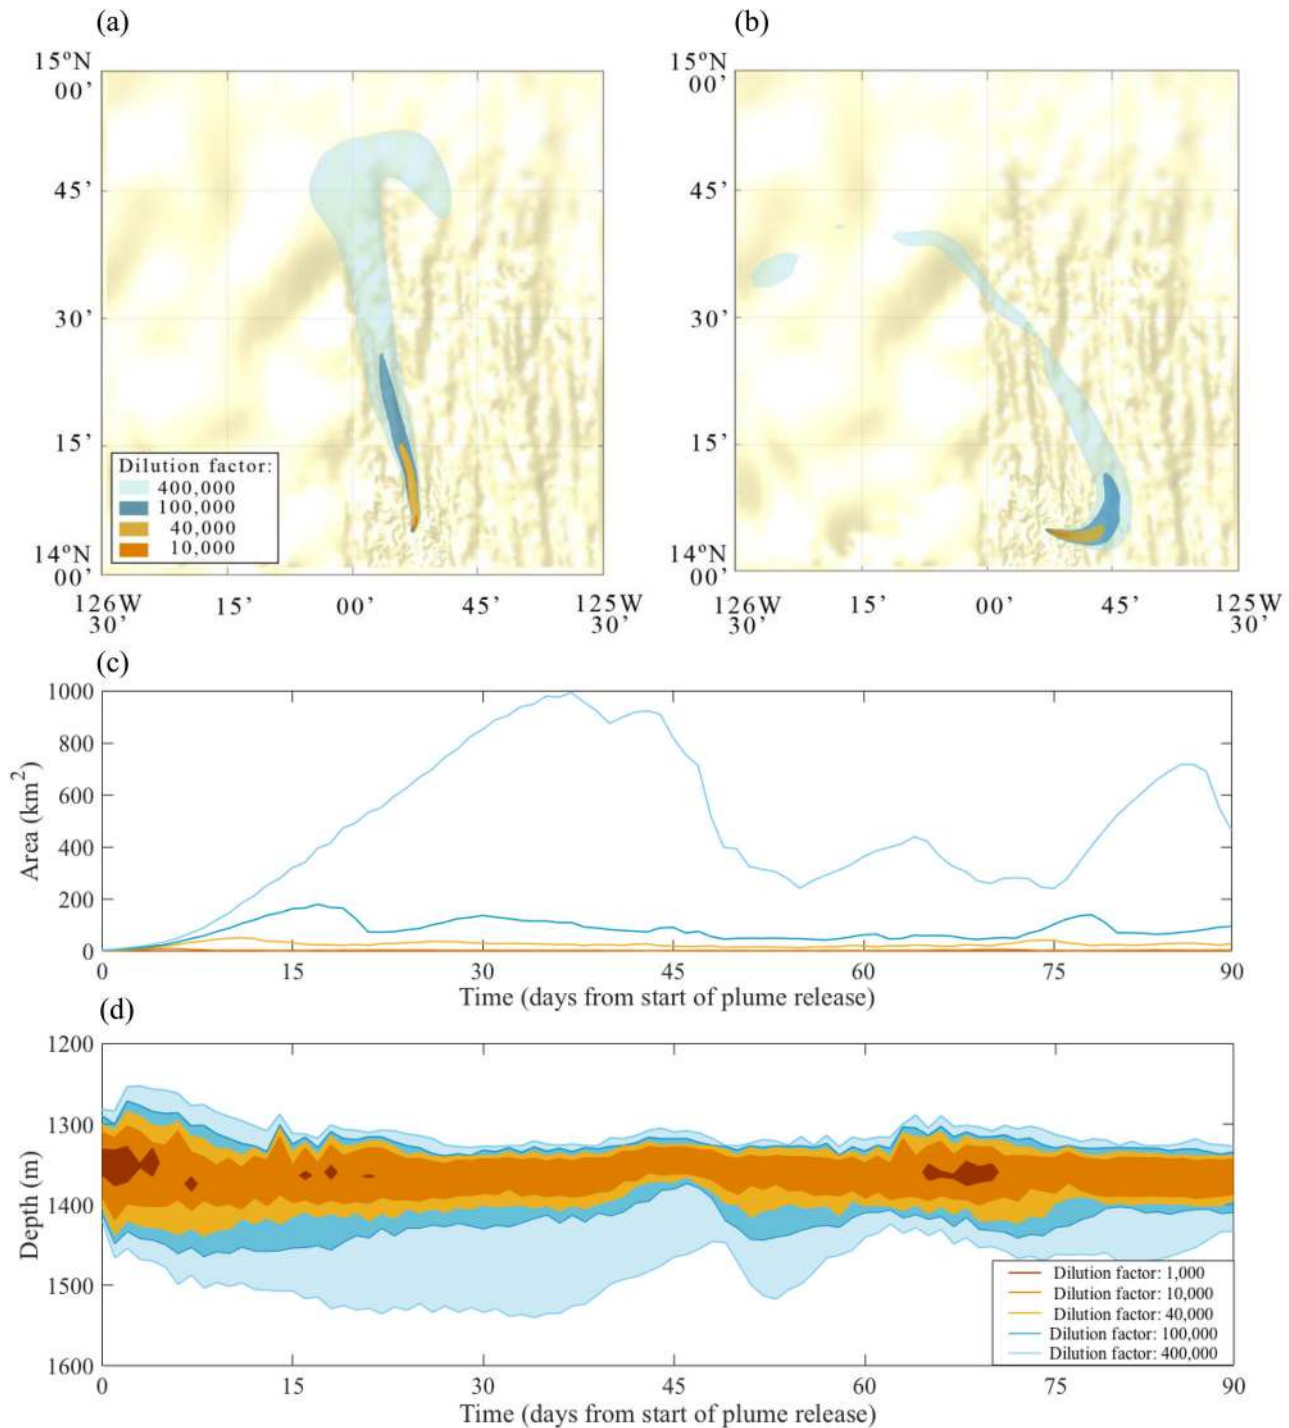 (a)
(b)
15ºN
00’
45’
30’
15’
14ºN
00’
126W
30’
15’
00’
45’
125W
30’
Dilution factor:
400,000
100,000
40,000
10,000
15ºN
00’
45’
30’
15’
14ºN
00’
126W
30’
15’
00’
45’
125W
30’
(c)
1000
800
600
400
200
0
Area (km²)
0 15 30 45 60 75 90
Time (days from start of plume release)
(d)
1200
1300
1400
1500
1600
Depth (m)
Dilution factor: 1,000
Dilution factor: 10,000
Dilution factor: 40,000
Dilution factor: 100,000
Dilution factor: 400,000
0 15 30 45 60 75 90
Time (days from start of plume release)